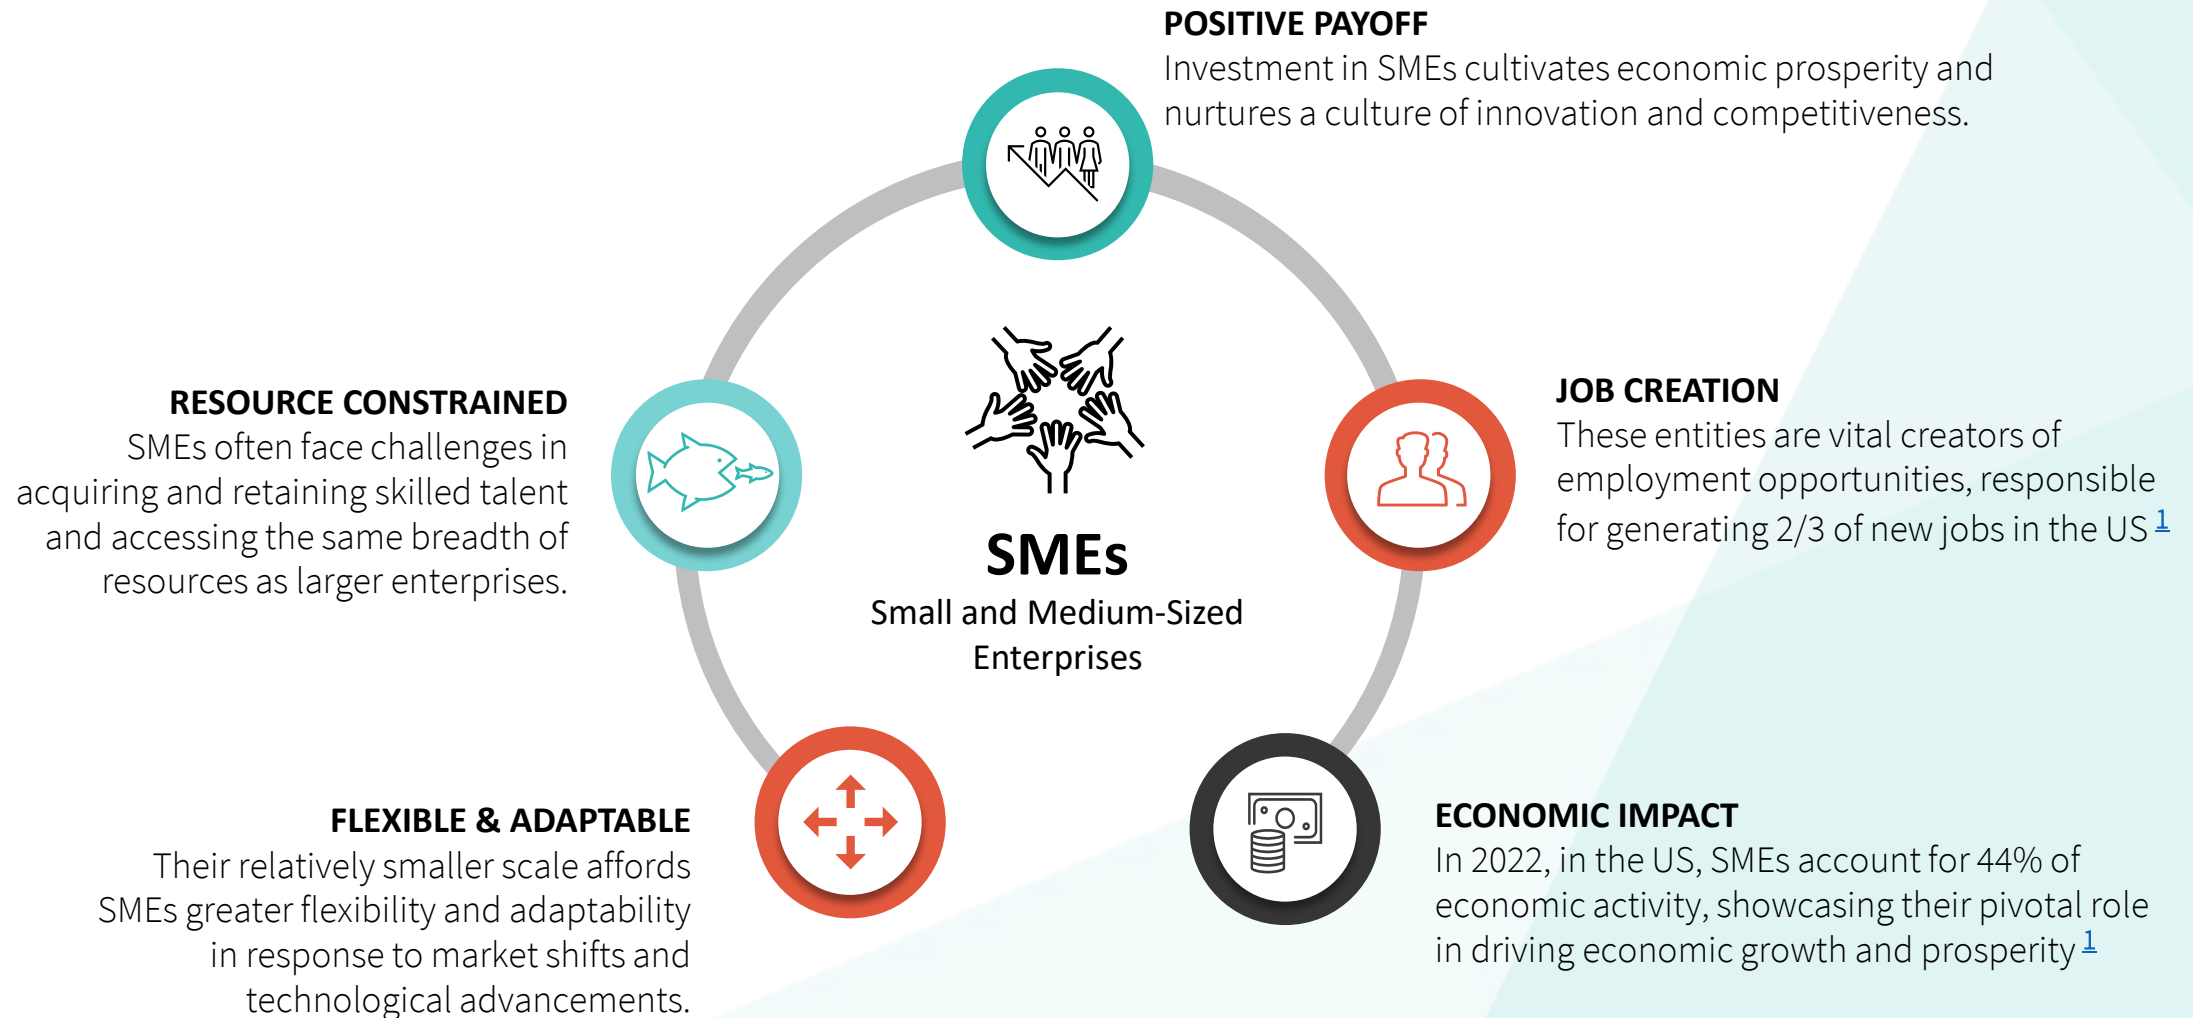 POSITIVE PAYOFF
Investment in SMEs cultivates economic prosperity and
nurtures a culture of innovation and competitiveness.
RESOURCE CONSTRAINED
SMEs often face challenges in
acquiring and retaining skilled talent
and accessing the same breadth of
resources as larger enterprises.
SMEs
Small and Medium-Sized
Enterprises
JOB CREATION
These entities are vital creators of
employment opportunities, responsible
for generating 2/3 of new jobs in the US 1
FLEXIBLE & ADAPTABLE
Their relatively smaller scale affords
SMEs greater flexibility and adaptability
in response to market shifts and
technological advancements.
ECONOMIC IMPACT
In 2022, in the US, SMEs account for 44% of
economic activity, showcasing their pivotal role
in driving economic growth and prosperity 1